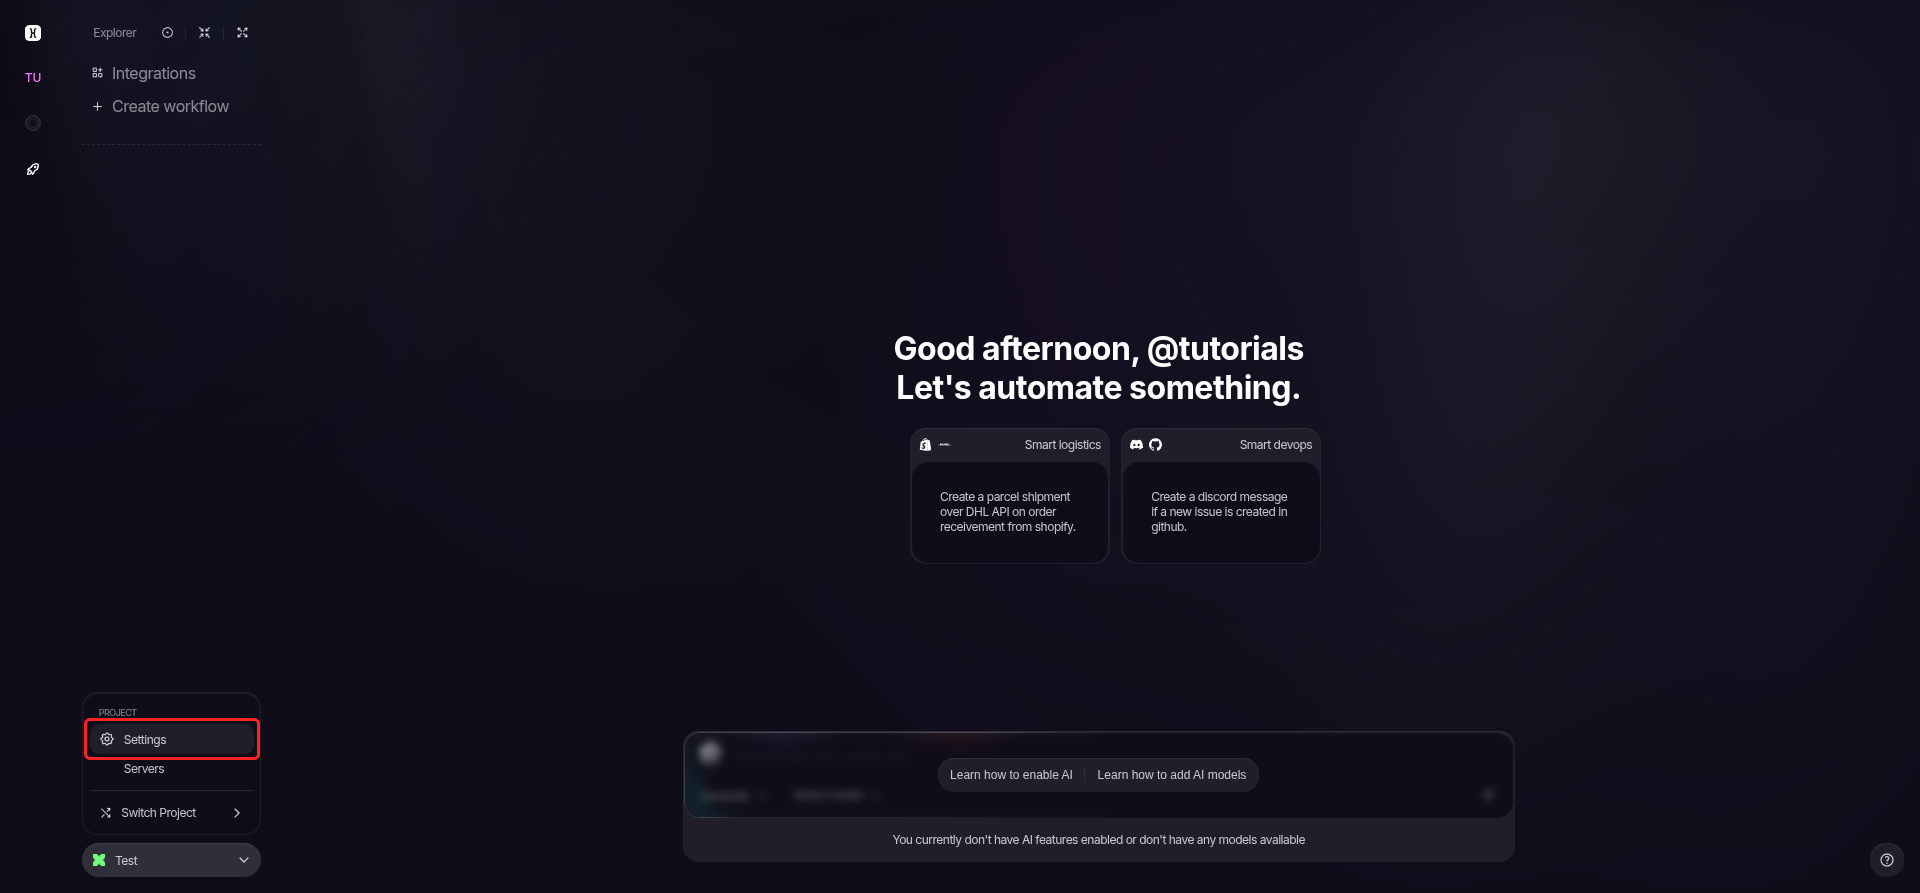 Explorer
TU
Integrations
Create workflow
Good afternoon, @tutorials
Let's automate something.
Smart logistics
Create a parcel shipment
over DHL API on order
receivement from shopify.
Smart devops
Create a discord message
if a new issue is created in
github.
PROJECT
Settings
Servers
Switch Project
Test
Learn how to enable AI
Learn how to add AI models
You currently don't have AI features enabled or don't have any models available